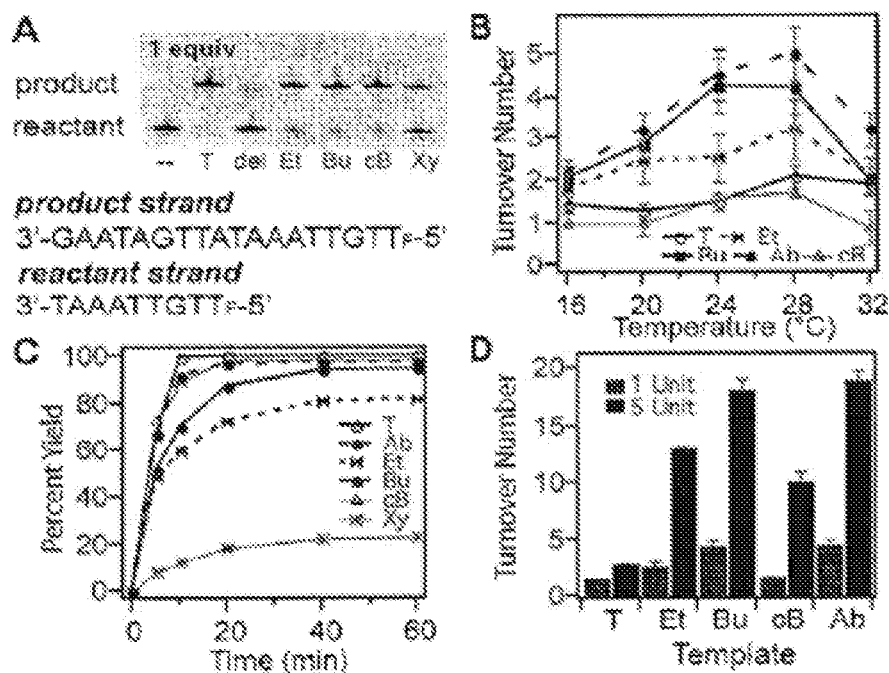 A
1 equiv
product
reactant
-- T del Et Bu cB Xy
product strand
3'-GAATAGTTATAAATTGTTF-5'
reactant strand
3'-TAAATTGTTF-5'
B
Turnover Number
5
4
3
2
1
0
T Et
Bu Ab cB
16 20 24 28 32
Temperature (°C)
C
Percent Yield
100
80
60
40
20
0
T
Ab
Et
Bu
cB
Xy
0 20 40 60
Time (min)
D
Turnover Number
20
15
10
5
0
1 Unit
5 Unit
T Et Bu cB Ab
Template